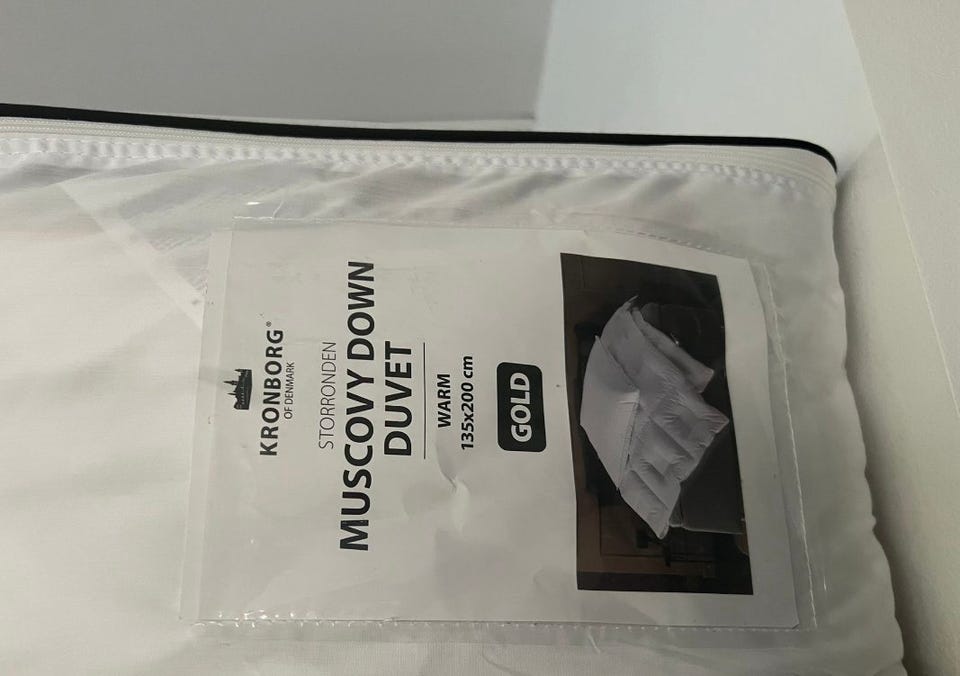 KRONBORG®
OF DENMARK
STORRONDEN
MUSCOVY DOWN
DUVET
WARM
135x200 cm
GOLD